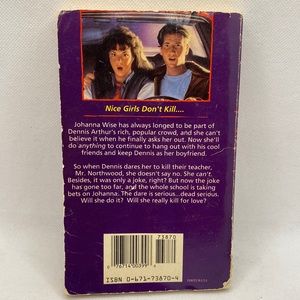 Nice Girls Don't Kill....
Johanna Wise has always longed to be part of
Dennis Arthur's rich, popular crowd, and she can't
believe it when he finally asks her out. Now she'll
do anything to continue to hang out with his cool
friends and keep Dennis as her boyfriend.
So when Dennis dares her to kill their teacher,
Mr. Northwood, she doesn't say no. She can't.
Besides, it was only a joke, right? But now the joke
has gone too far, and the whole school is taking
bets on Johanna. The dare is serious...dead serious.
Will she do it? Will she really kill for love?
73870
0 76714 00399
ISBN 0-671-73870-4